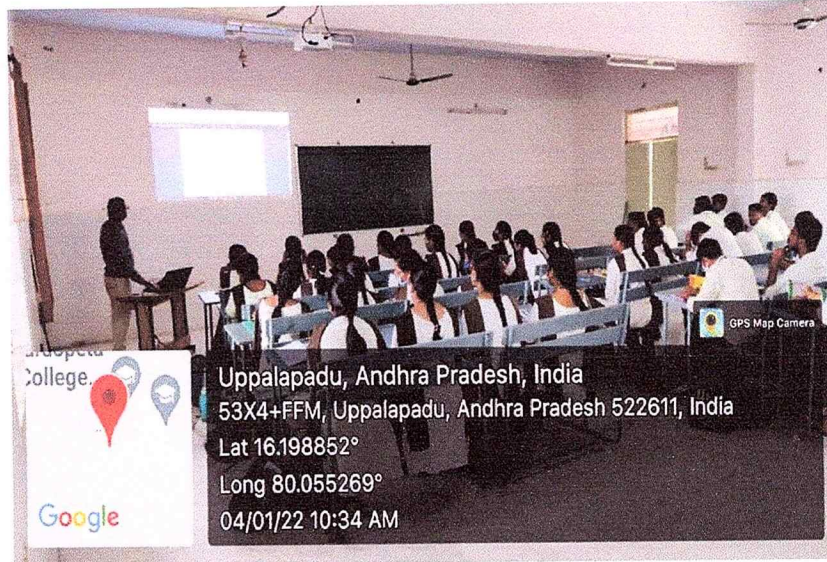 GPS Map Camera
College.
Google
Uppalapadu, Andhra Pradesh, India
53X4+FFM, Uppalapadu, Andhra Pradesh 522611, India
Lat 16.198852°
Long 80.055269°
04/01/22 10:34 AM